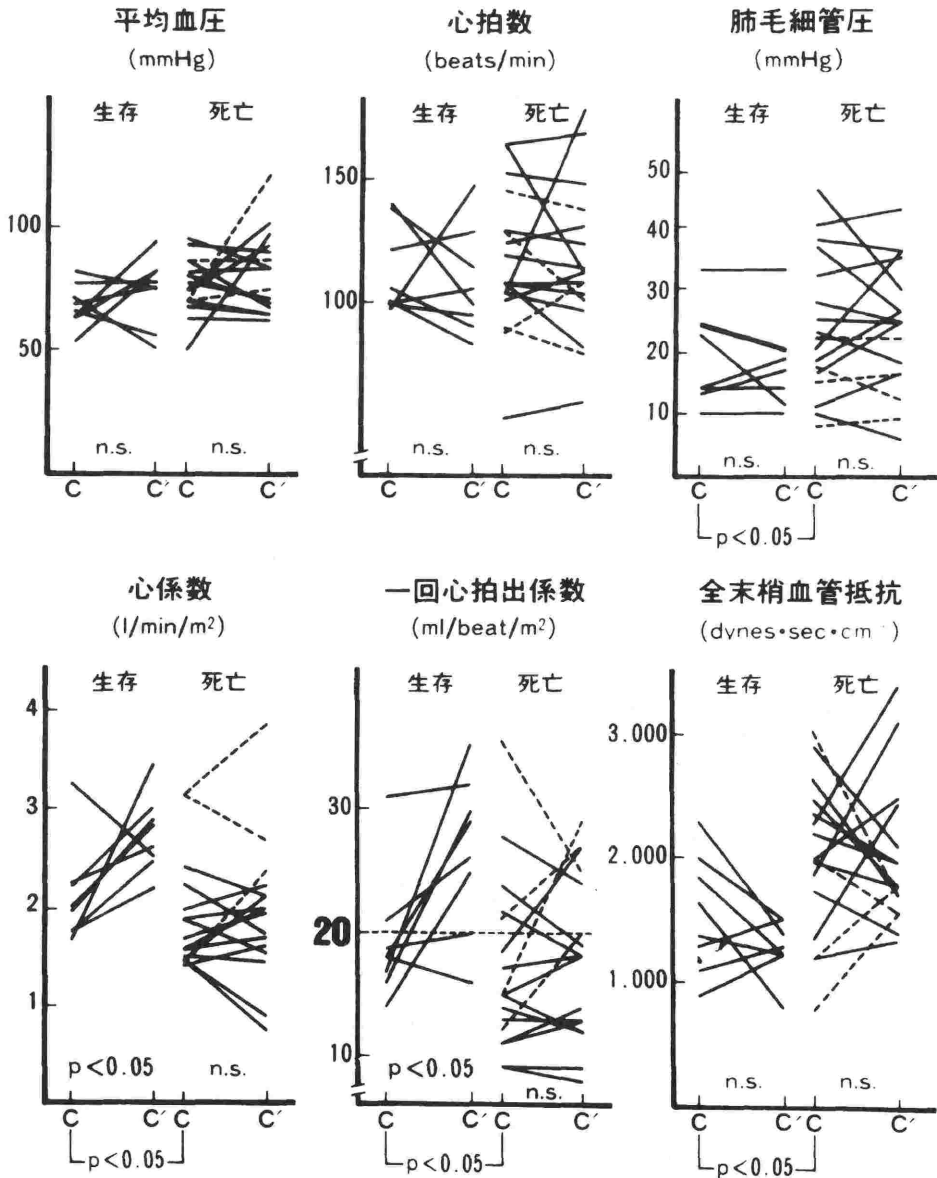 平均血圧
(mmHg)
生存 死亡
100
50
n.s. n.s.
C C′ C C′
心拍数
(beats/min)
生存 死亡
150
100
n.s. n.s.
C C′ C C′
肺毛細管圧
(mmHg)
生存 死亡
50
40
30
20
10
n.s. n.s.
C C′ C C′
p<0.05
心係数
(l/min/m²)
生存 死亡
4
3
2
1
p<0.05 n.s.
C C′ C C′
p<0.05
一回心拍出係数
(ml/beat/m²)
生存 死亡
30
20
10
p<0.05 n.s.
C C′ C C′
p<0.05
全末梢血管抵抗
(dynes•sec•cm⁻)
生存 死亡
3.000
2.000
1.000
n.s. n.s.
C C′ C C′
p<0.05